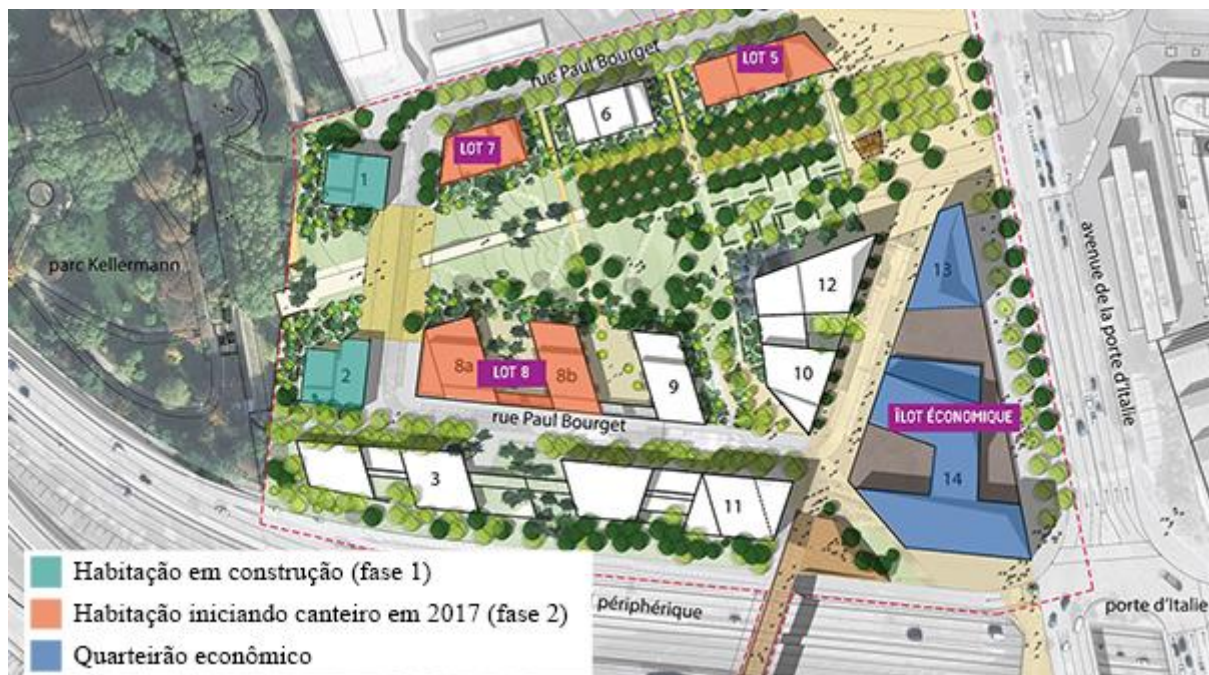 rue Paul Bourget
LOT 5
6
LOT 7
1
parc Kellermann
avenue de la porte d'Italie
12
13
2
8a
LOT 8
8b
9
10
rue Paul Bourget
ÎLOT ÉCONOMIQUE
3
11
14
Habitação em construção (fase 1)
Habitação iniciando canteiro em 2017 (fase 2)
Quarteirão econômico
périphérique
porte d'Italie